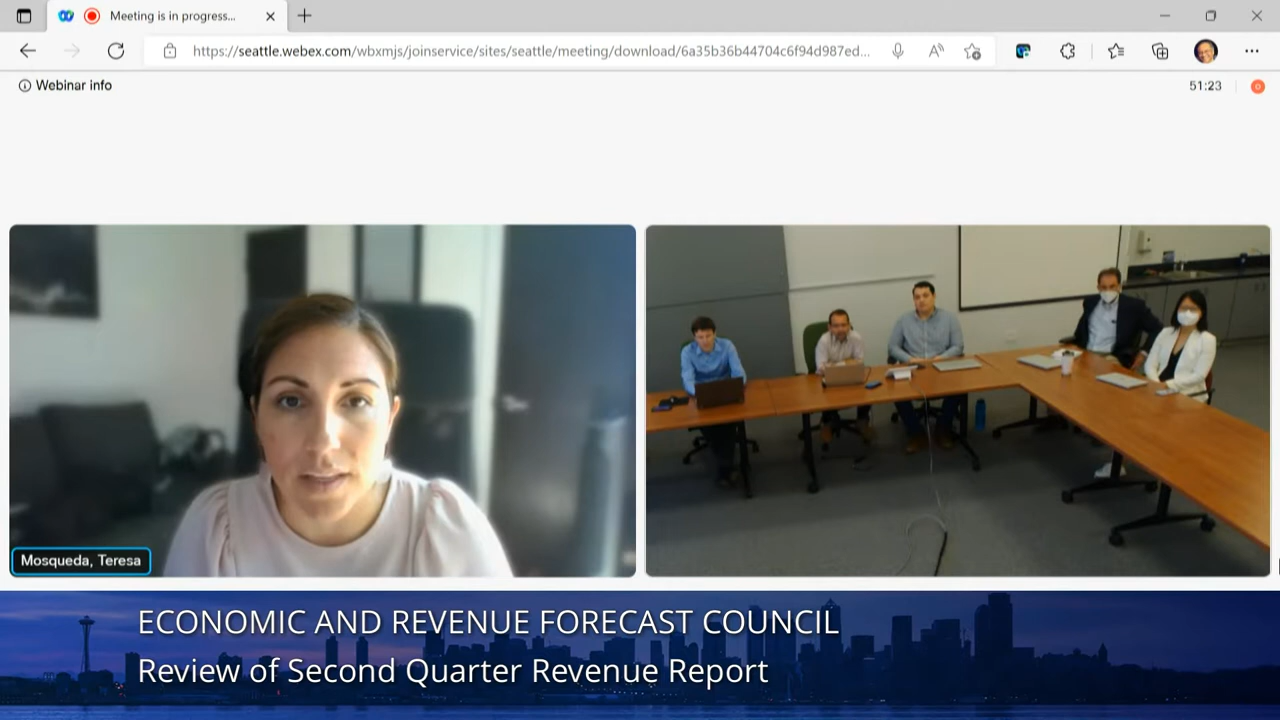 Meeting is in progress...
https://seattle.webex.com/wbxmjs/joinservice/sites/seattle/meeting/download/6a35b36b44704c6f94d987ed...
Webinar info
51:23
Mosqueda, Teresa
ECONOMIC AND REVENUE FORECAST COUNCIL
Review of Second Quarter Revenue Report